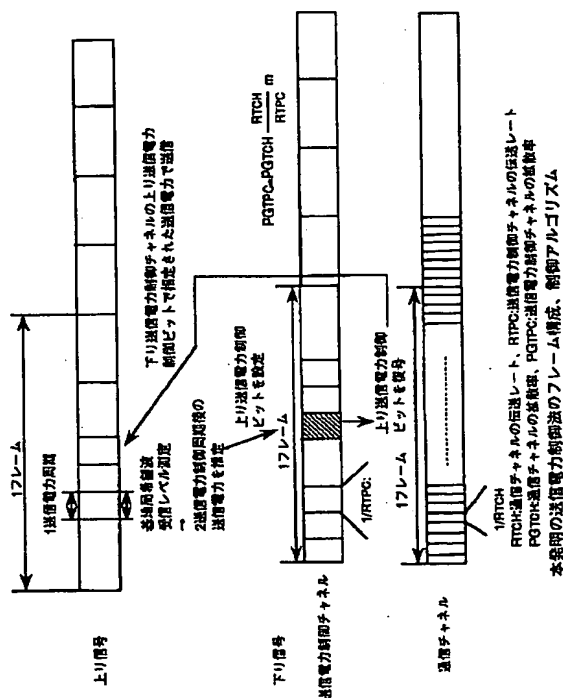 1フレーム
1送信電力周期
上り信号
基地局希望波
受信レベル測定
下り送信電力制御チャネルの上り送信電力
制御ビットで指定された送信電力で送信
2送信電力制御周期後の
送信電力を指定
上り送信電力制御
ビットを設定
1フレーム
下り信号
送信電力制御チャネル
1/RTPC:
上り送信電力制御
ビットを復号
PGTPC=PGTCH RTCH/RTPC m
1フレーム
通信チャネル
1/RTCH
RTCH:通信チャネルの伝送レート、RTPC:送信電力制御チャネルの伝送レート
PGTCH:通信チャネルの拡散率、PGTPC:送信電力制御チャネルの拡散率
本発明の送信電力制御法のフレーム構成、制御アルゴリズム